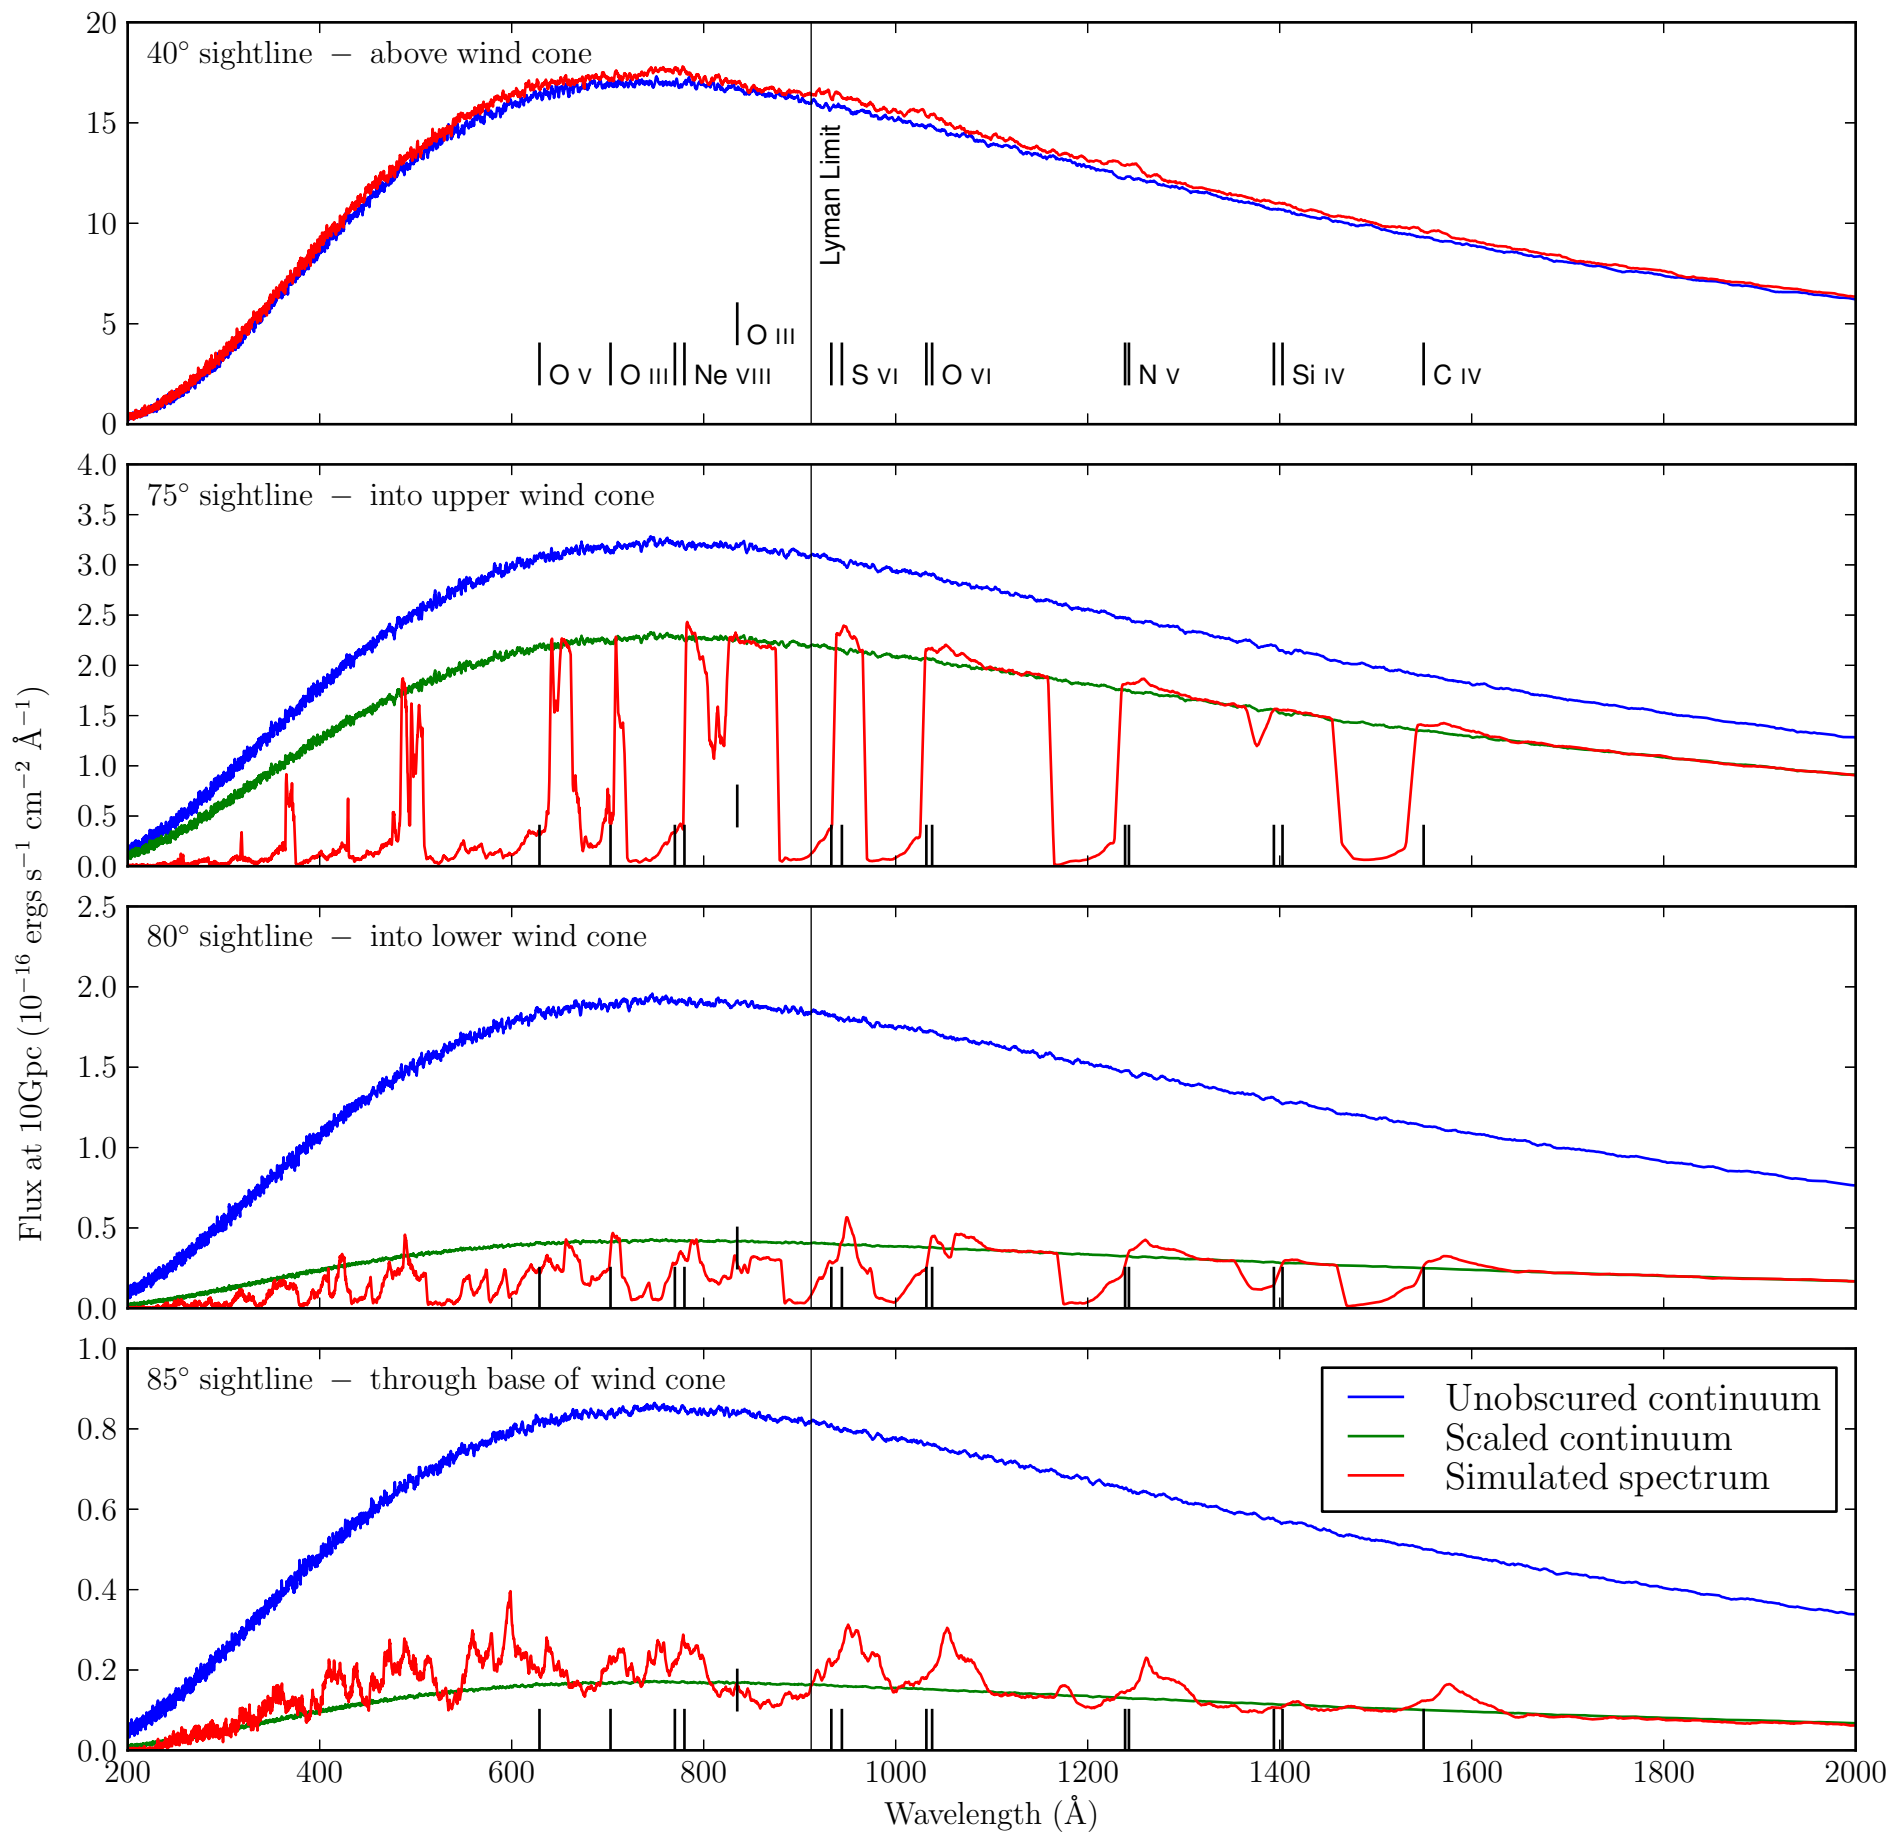 Flux at 10Gpc (10⁻¹⁶ ergs s⁻¹ cm⁻² Å⁻¹)
40° sightline − above wind cone
20
15
10
5
0
Lyman Limit
O III
O V
O III
Ne VIII
S VI
O VI
N V
Si IV
C IV
75° sightline − into upper wind cone
4.0
3.5
3.0
2.5
2.0
1.5
1.0
0.5
0.0
80° sightline − into lower wind cone
2.5
2.0
1.5
1.0
0.5
0.0
85° sightline − through base of wind cone
1.0
0.8
0.6
0.4
0.2
0.0
Unobscured continuum
Scaled continuum
Simulated spectrum
200 400 600 800 1000 1200 1400 1600 1800 2000
Wavelength (Å)